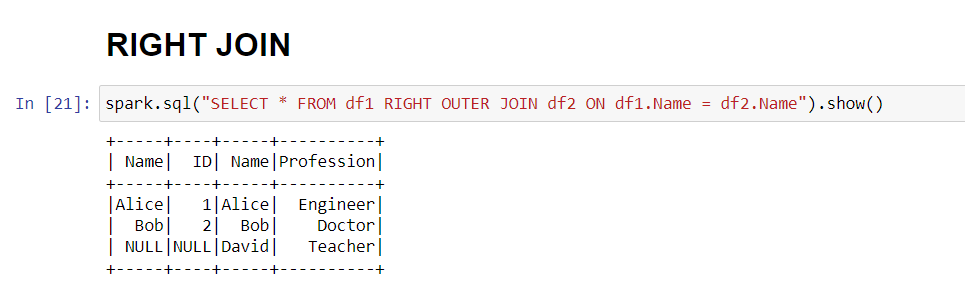 RIGHT JOIN
In [21]: spark.sql("SELECT * FROM df1 RIGHT OUTER JOIN df2 ON df1.Name = df2.Name").show()
+-----+----+-----+----------+
| Name|  ID| Name|Profession|
+-----+----+-----+----------+
|Alice|   1|Alice|  Engineer|
|  Bob|   2|  Bob|    Doctor|
| NULL|NULL|David|   Teacher|
+-----+----+-----+----------+